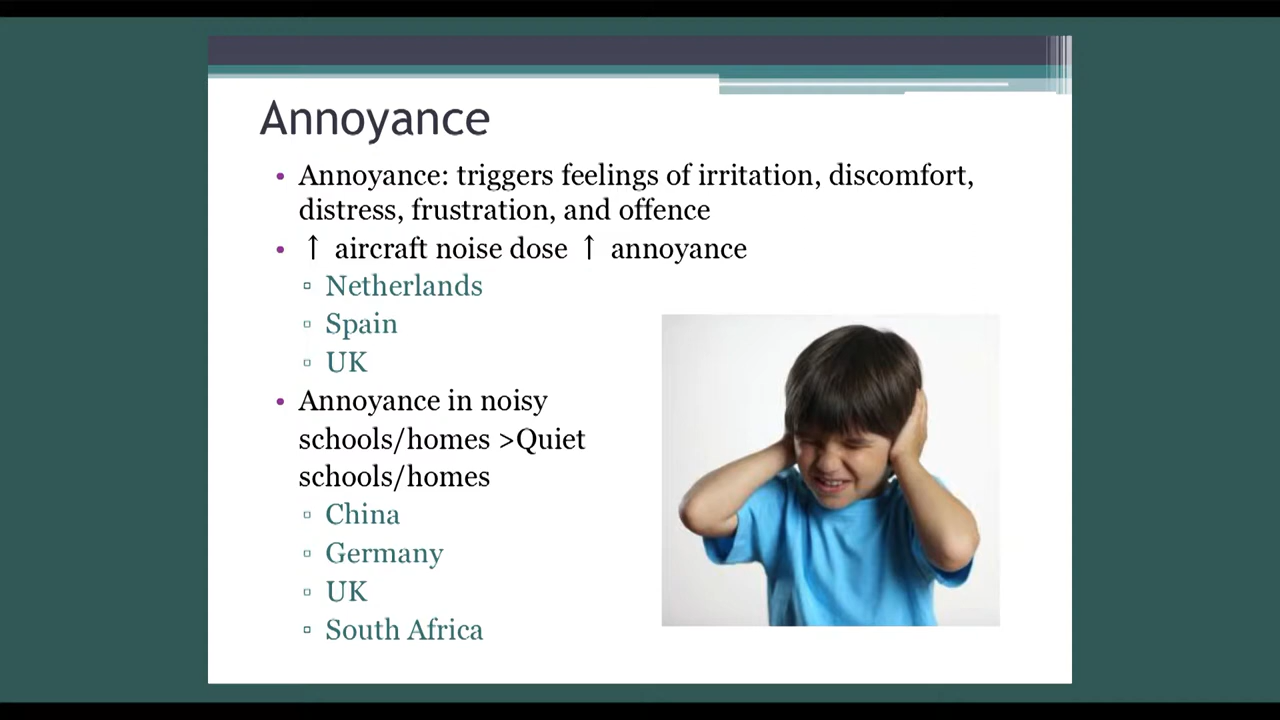 Annoyance
• Annoyance: triggers feelings of irritation, discomfort,
distress, frustration, and offence
• ↑ aircraft noise dose ↑ annoyance
▫ Netherlands
▫ Spain
▫ UK
• Annoyance in noisy
schools/homes >Quiet
schools/homes
▫ China
▫ Germany
▫ UK
▫ South Africa